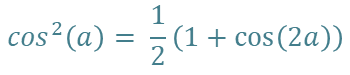 cos²(a) = 1/2 (1 + cos(2a))